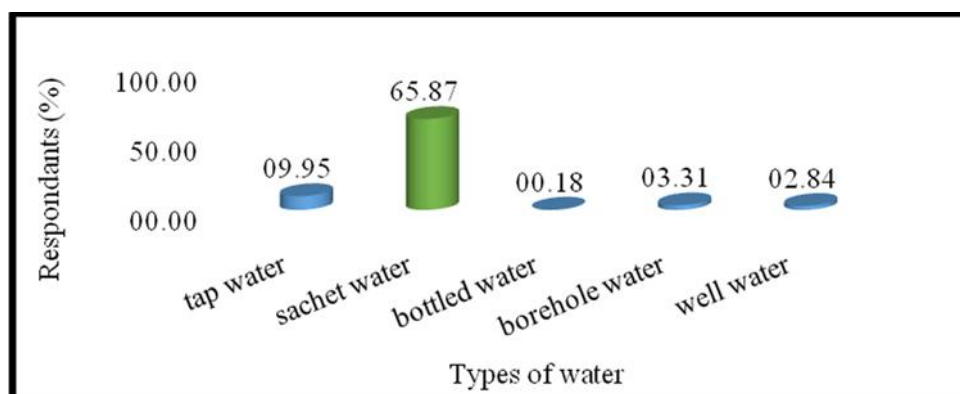 Respondants (%)
100.00
50.00
00.00
09.95
65.87
00.18
03.31
02.84
tap water
sachet water
bottled water
borehole water
well water
Types of water